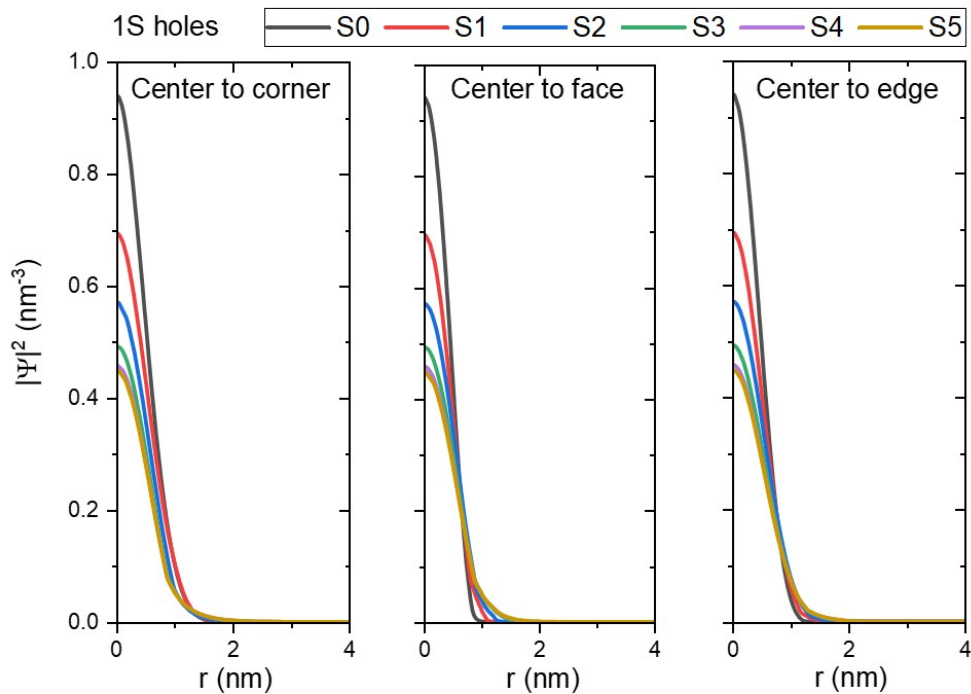 1S holes
S0 S1 S2 S3 S4 S5
Center to corner Center to face Center to edge
1.0
0.8
0.6
0.4
0.2
0.0
|Ψ|² (nm⁻³)
0 2 4 0 2 4 0 2 4
r (nm) r (nm) r (nm)